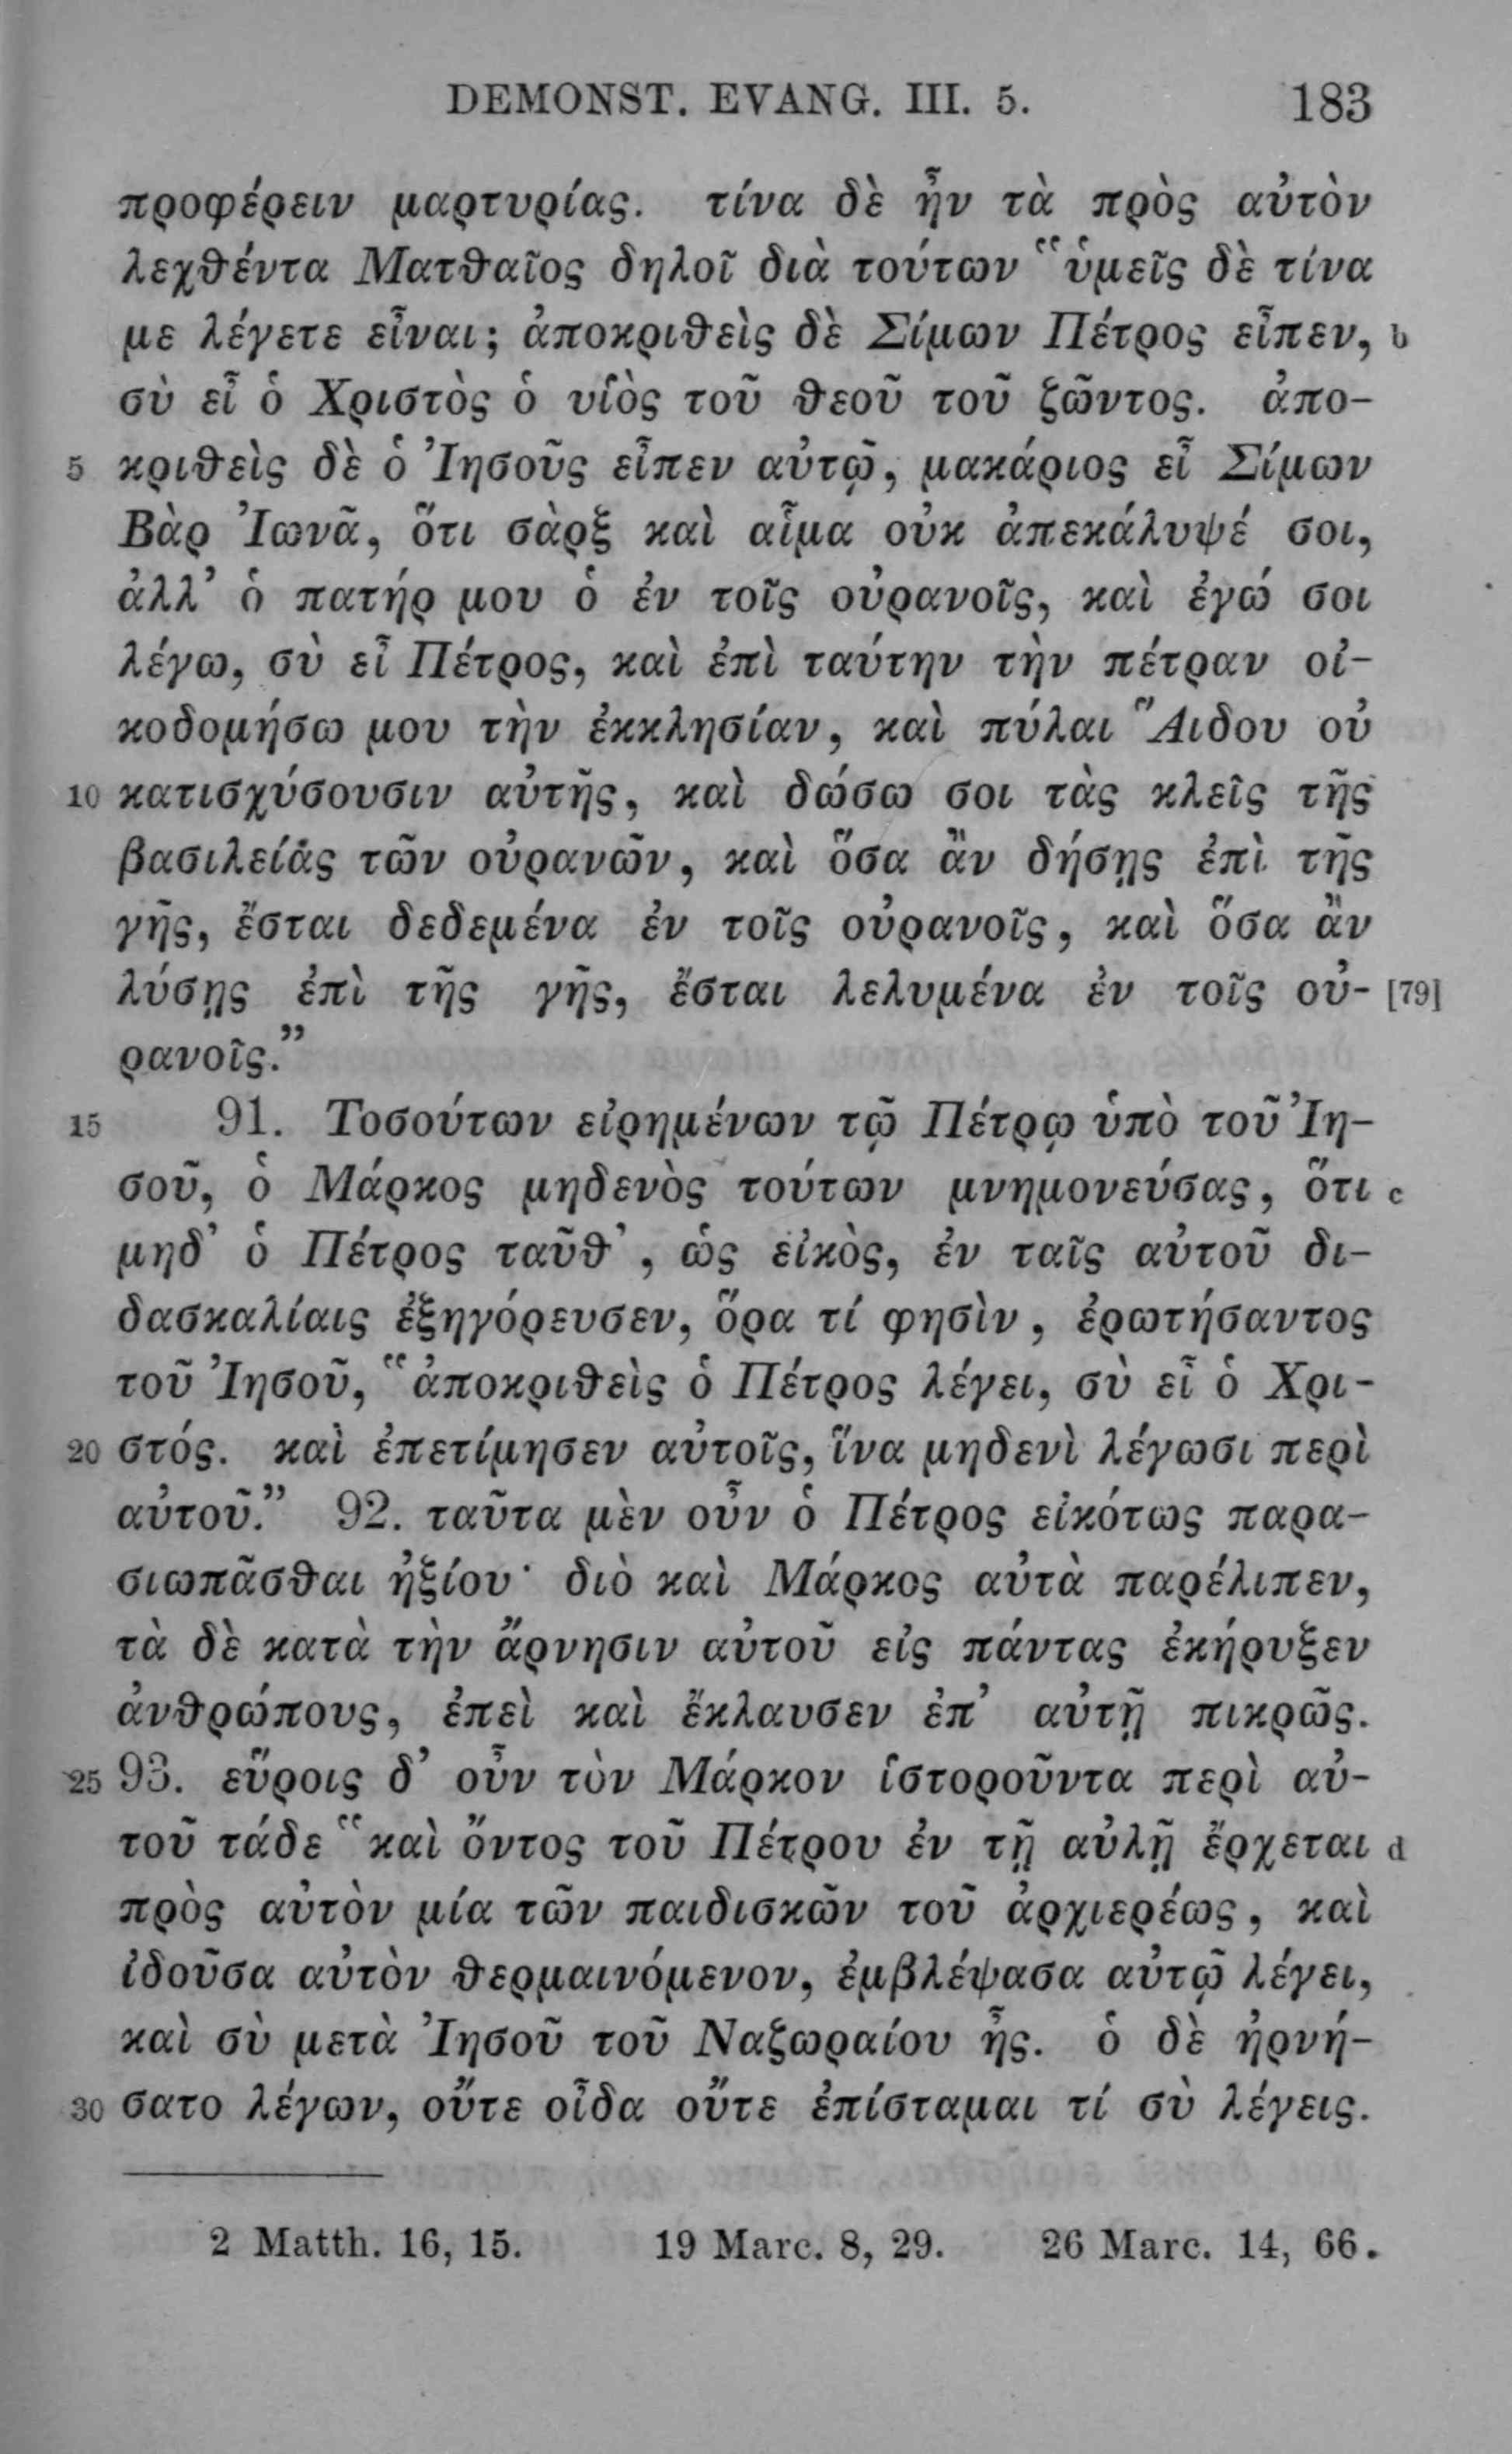 DEMONST. EVANG. III. 5. 183
προφέρειν μαρτυρίας. τίνα δὲ ἦν τὰ πρὸς αὐτὸν
λεχθέντα Ματθαῖος δηλοῖ διὰ τούτων “ὑμεῖς δὲ τίνα
με λέγετε εἶναι; ἀποκριθεὶς δὲ Σίμων Πέτρος εἶπεν, b
σὺ εἶ ὁ Χριστὸς ὁ υἱὸς τοῦ θεοῦ τοῦ ζῶντος. ἀπο-
5 κριθεὶς δὲ ὁ Ἰησοῦς εἶπεν αὐτῷ, μακάριος εἶ Σίμων
Βὰρ Ἰωνᾶ, ὅτι σὰρξ καὶ αἷμα οὐκ ἀπεκάλυψέ σοι,
ἀλλ’ ὁ πατήρ μου ὁ ἐν τοῖς οὐρανοῖς, καὶ ἐγώ σοι
λέγω, σὺ εἶ Πέτρος, καὶ ἐπὶ ταύτην τὴν πέτραν οἰ-
κοδομήσω μου τὴν ἐκκλησίαν, καὶ πύλαι Ἅιδου οὐ
10 κατισχύσουσιν αὐτῆς, καὶ δώσω σοι τὰς κλεῖς τῆς
βασιλείας τῶν οὐρανῶν, καὶ ὅσα ἂν δήσῃς ἐπὶ τῆς
γῆς, ἔσται δεδεμένα ἐν τοῖς οὐρανοῖς, καὶ ὅσα ἂν
λύσῃς ἐπὶ τῆς γῆς, ἔσται λελυμένα ἐν τοῖς οὐ- [79]
ρανοῖς.”
15 91. Τοσούτων εἰρημένων τῷ Πέτρῳ ὑπὸ τοῦ Ἰη-
σοῦ, ὁ Μάρκος μηδενὸς τούτων μνημονεύσας, ὅτι c
μηδ’ ὁ Πέτρος ταῦθ’, ὡς εἰκὸς, ἐν ταῖς αὐτοῦ δι-
δασκαλίαις ἐξηγόρευσεν, ὅρα τί φησὶν, ἐρωτήσαντος
τοῦ Ἰησοῦ, “ἀποκριθεὶς ὁ Πέτρος λέγει, σὺ εἶ ὁ Χρι-
20 στός. καὶ ἐπετίμησεν αὐτοῖς, ἵνα μηδενὶ λέγωσι περὶ
αὐτοῦ.” 92. ταῦτα μὲν οὖν ὁ Πέτρος εἰκότως παρα-
σιωπᾶσθαι ἠξίου· διὸ καὶ Μάρκος αὐτὰ παρέλιπεν,
τὰ δὲ κατὰ τὴν ἄρνησιν αὐτοῦ εἰς πάντας ἐκήρυξεν
ἀνθρώπους, ἐπεὶ καὶ ἔκλαυσεν ἐπ’ αὐτῇ πικρῶς.
25 93. εὕροις δ’ οὖν τὸν Μάρκον ἱστοροῦντα περὶ αὐ-
τοῦ τάδε “καὶ ὄντος τοῦ Πέτρου ἐν τῇ αὐλῇ ἔρχεται d
πρὸς αὐτὸν μία τῶν παιδισκῶν τοῦ ἀρχιερέως, καὶ
ἰδοῦσα αὐτὸν θερμαινόμενον, ἐμβλέψασα αὐτῷ λέγει,
καὶ σὺ μετὰ Ἰησοῦ τοῦ Ναζωραίου ἦς. ὁ δὲ ἠρνή-
30 σατο λέγων, οὔτε οἶδα οὔτε ἐπίσταμαι τί σὺ λέγεις.
2 Matth. 16, 15. 19 Marc. 8, 29. 26 Marc. 14, 66.